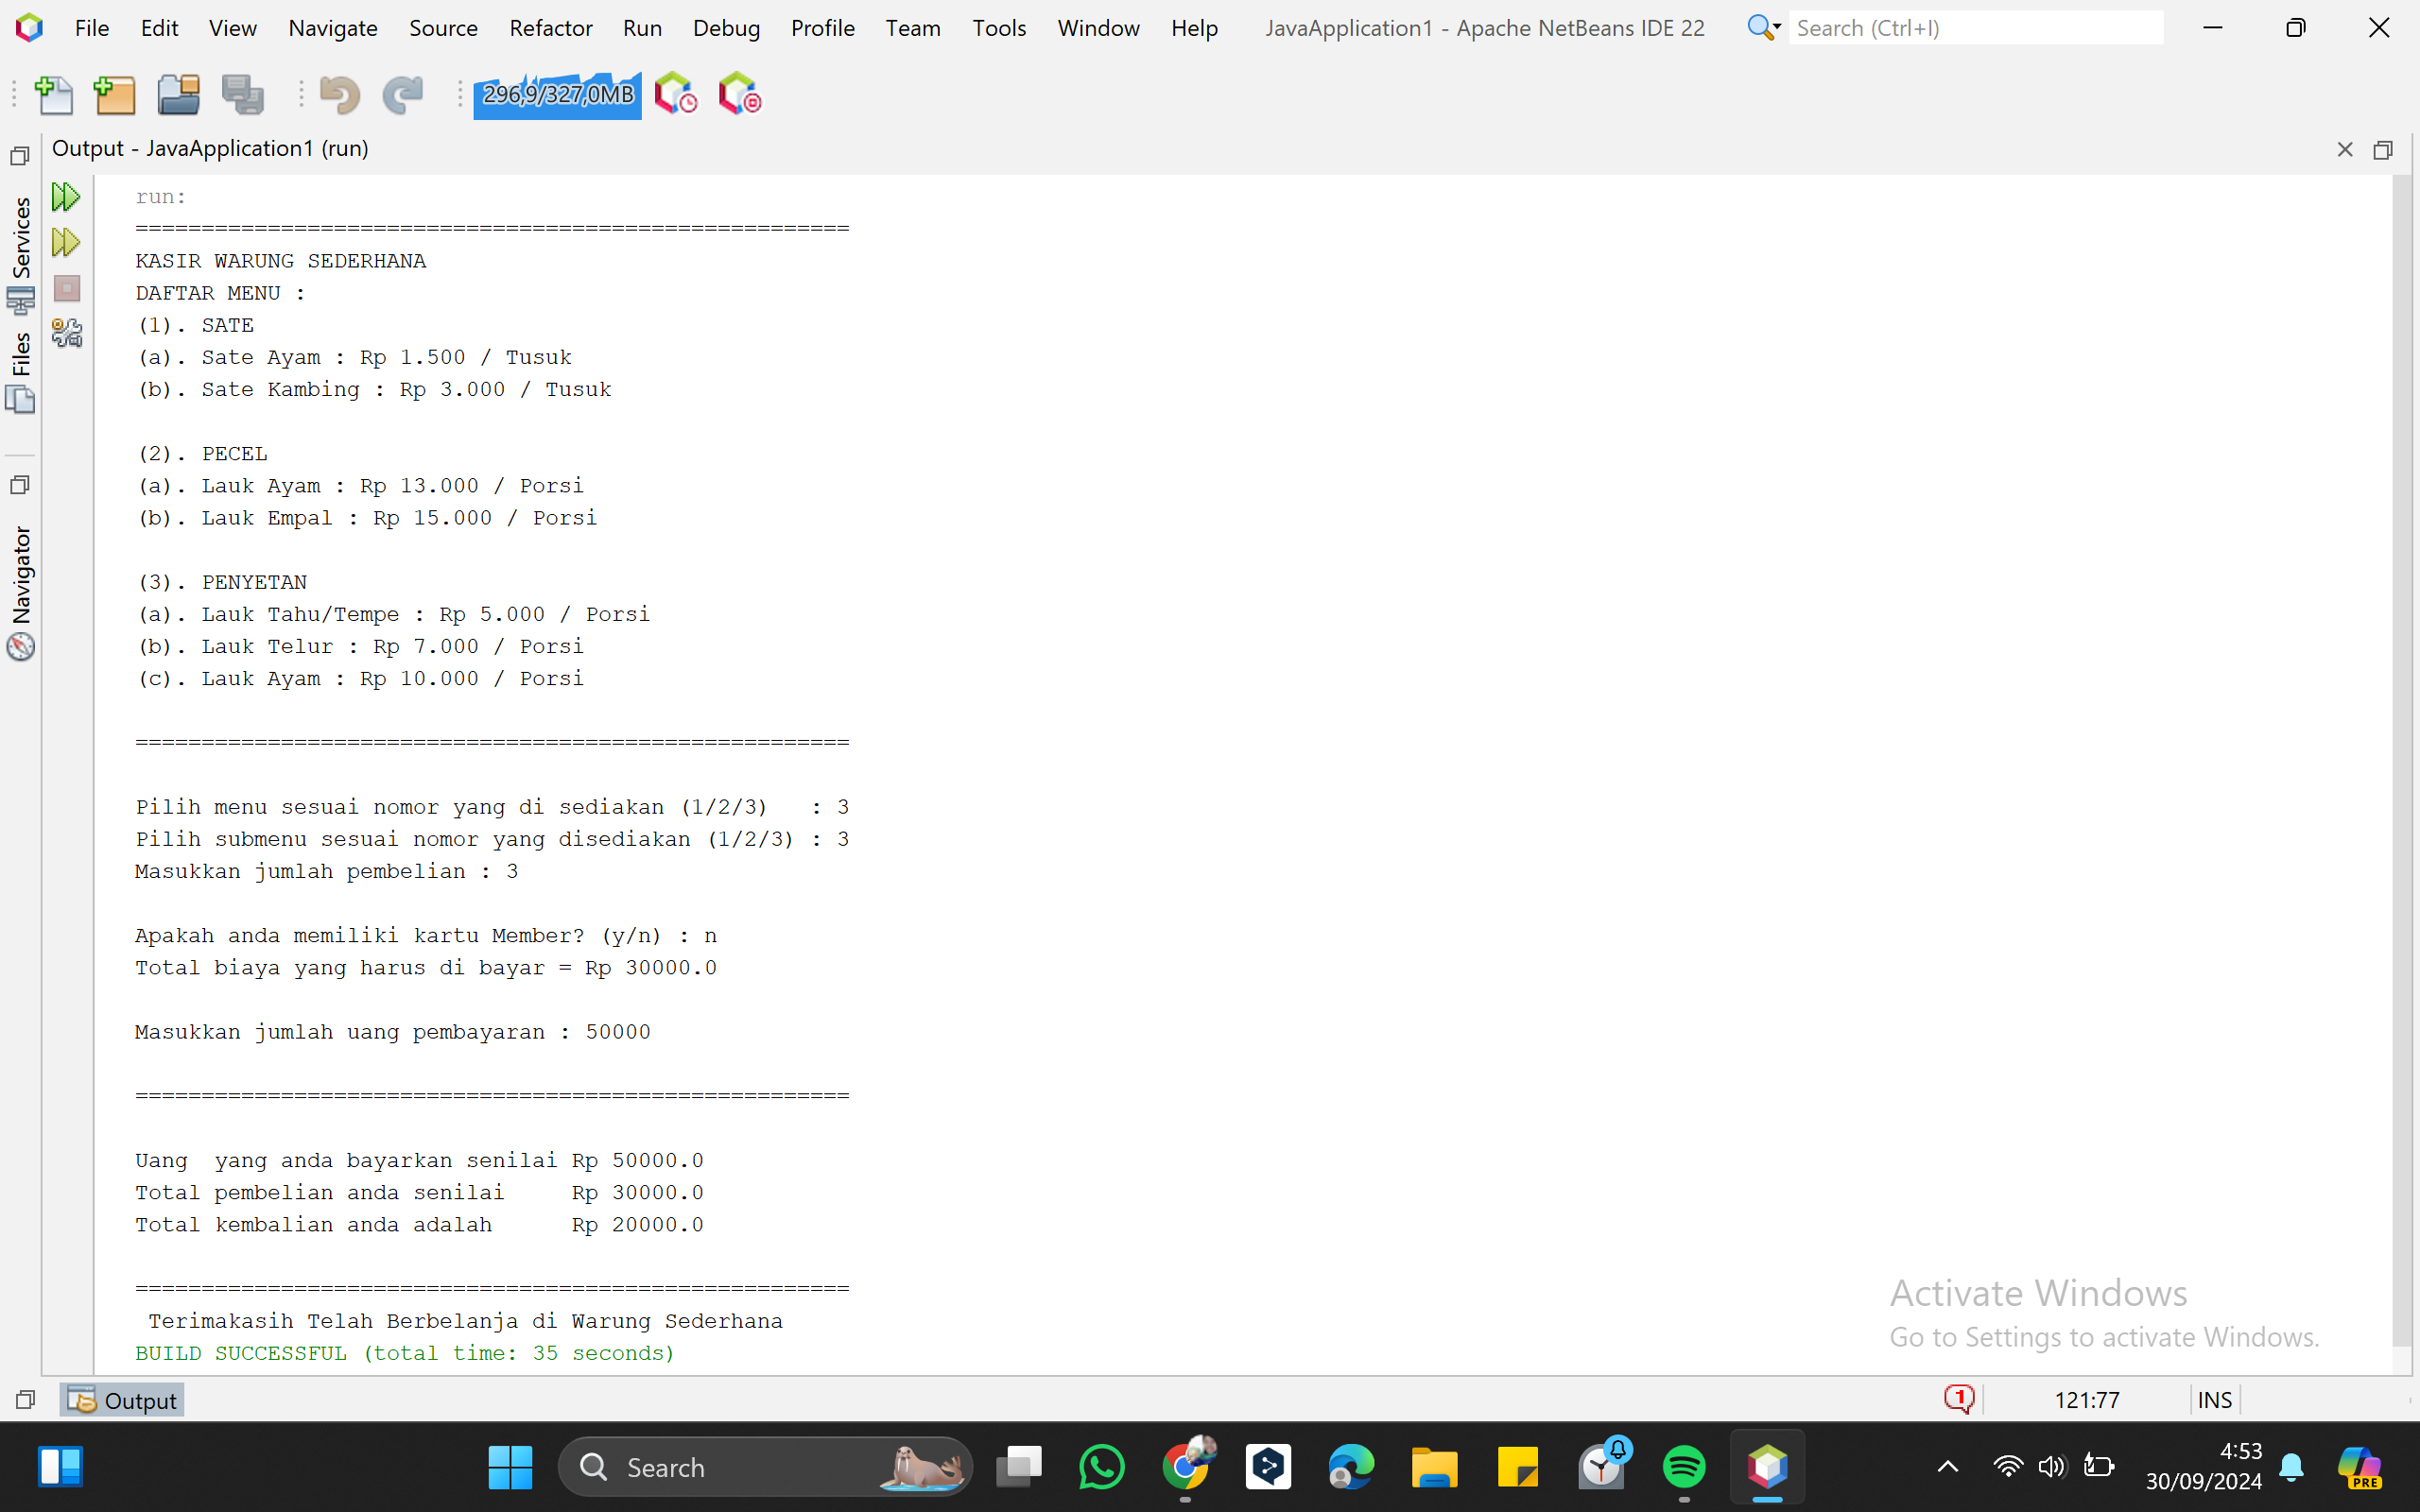 File Edit View Navigate Source Refactor Run Debug Profile Team Tools Window Help JavaApplication1 - Apache NetBeans IDE 22 Search (Ctrl+I)
296,9/327,0MB
Output - JavaApplication1 (run)
Services
Files
Navigator
run:
======================================================
KASIR WARUNG SEDERHANA
DAFTAR MENU :
(1). SATE
(a). Sate Ayam : Rp 1.500 / Tusuk
(b). Sate Kambing : Rp 3.000 / Tusuk
(2). PECEL
(a). Lauk Ayam : Rp 13.000 / Porsi
(b). Lauk Empal : Rp 15.000 / Porsi
(3). PENYETAN
(a). Lauk Tahu/Tempe : Rp 5.000 / Porsi
(b). Lauk Telur : Rp 7.000 / Porsi
(c). Lauk Ayam : Rp 10.000 / Porsi
======================================================
Pilih menu sesuai nomor yang di sediakan (1/2/3)   : 3
Pilih submenu sesuai nomor yang disediakan (1/2/3) : 3
Masukkan jumlah pembelian : 3
Apakah anda memiliki kartu Member? (y/n) : n
Total biaya yang harus di bayar = Rp 30000.0
Masukkan jumlah uang pembayaran : 50000
======================================================
Uang  yang anda bayarkan senilai Rp 50000.0
Total pembelian anda senilai     Rp 30000.0
Total kembalian anda adalah      Rp 20000.0
======================================================
Terimakasih Telah Berbelanja di Warung Sederhana
BUILD SUCCESSFUL (total time: 35 seconds)
Activate Windows
Go to Settings to activate Windows.
Output
1 121:77 INS
Search
4:53
30/09/2024
PRE